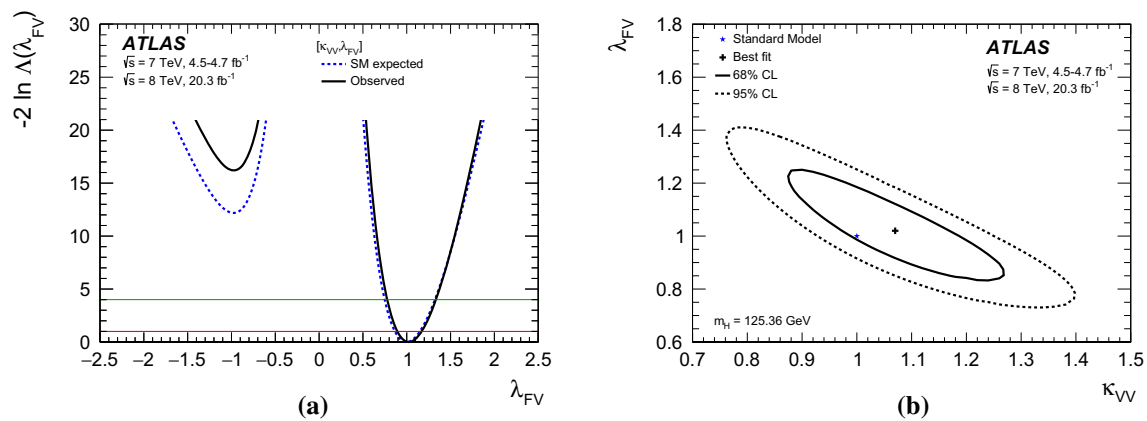 -2 ln Λ(λ_FV)
30
25
20
15
10
5
0
ATLAS
√s = 7 TeV, 4.5-4.7 fb⁻¹
√s = 8 TeV, 20.3 fb⁻¹
[κ_VV,λ_FV]
SM expected
Observed
−2.5 −2 −1.5 −1 −0.5 0 0.5 1 1.5 2 2.5
λ_FV
(a)
λ_FV
1.8
1.6
1.4
1.2
1
0.8
0.6
Standard Model
Best fit
68% CL
95% CL
ATLAS
√s = 7 TeV, 4.5-4.7 fb⁻¹
√s = 8 TeV, 20.3 fb⁻¹
m_H = 125.36 GeV
0.7 0.8 0.9 1 1.1 1.2 1.3 1.4 1.5
κ_VV
(b)